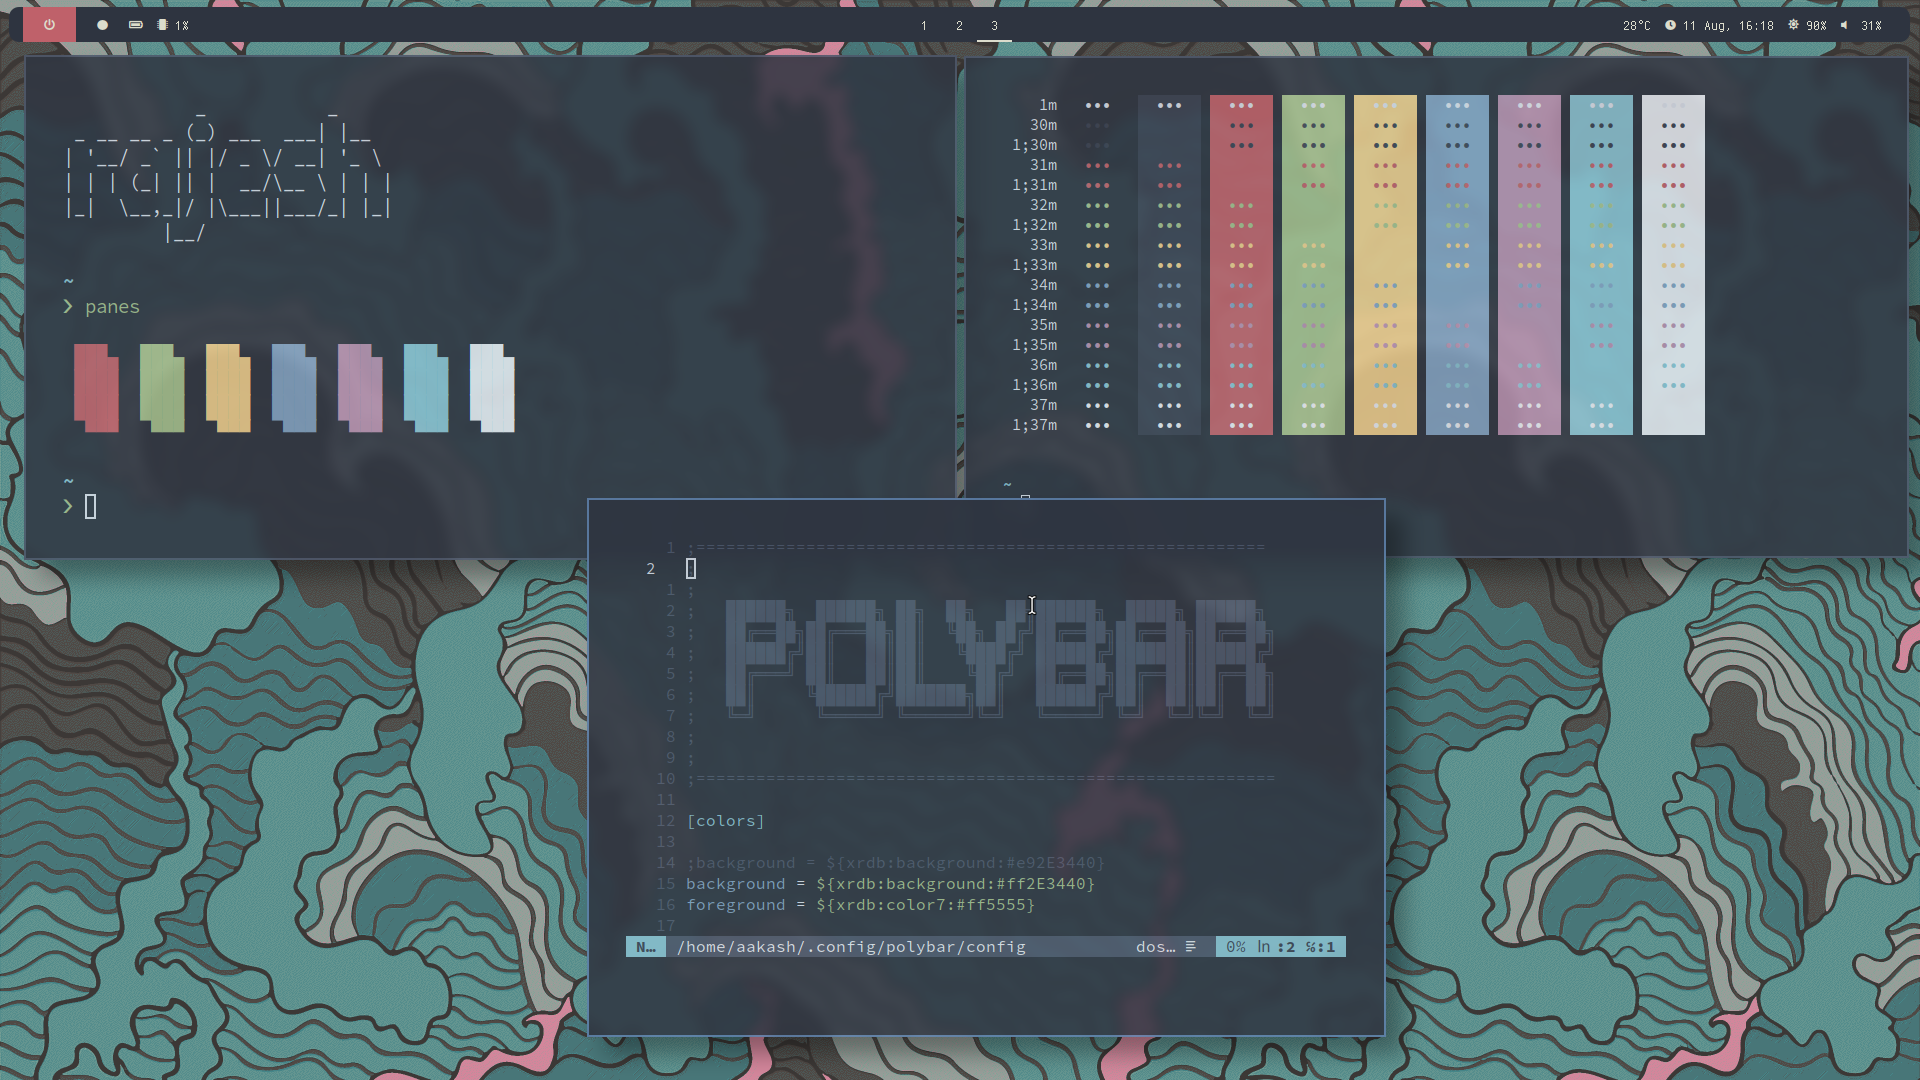 1%
1 2 3
28°C 11 Aug, 16:18 90% 31%
rajesh
~
❯ panes
~
❯
1m ••• ••• ••• ••• ••• ••• ••• ••• •••
30m ••• ••• ••• ••• ••• ••• ••• •••
1;30m ••• ••• ••• ••• ••• ••• •••
31m ••• ••• ••• ••• ••• ••• ••• •••
1;31m ••• ••• ••• ••• ••• ••• ••• •••
32m ••• ••• ••• ••• ••• ••• ••• •••
1;32m ••• ••• ••• ••• ••• ••• ••• •••
33m ••• ••• ••• ••• ••• ••• ••• •••
1;33m ••• ••• ••• ••• ••• ••• ••• •••
34m ••• ••• ••• ••• ••• ••• ••• •••
1;34m ••• ••• ••• ••• ••• ••• ••• •••
35m ••• ••• ••• ••• ••• ••• ••• •••
1;35m ••• ••• ••• ••• ••• ••• ••• •••
36m ••• ••• ••• ••• ••• ••• ••• •••
1;36m ••• ••• ••• ••• ••• ••• ••• •••
37m ••• ••• ••• ••• ••• ••• ••• •••
1;37m ••• ••• ••• ••• ••• ••• ••• •••
~
1 ;=========================================================
2
1 ;
2 ;
3 ;
4 ; POLYBAR
5 ;
6 ;
7 ;
8 ;
9 ;
10 ;==========================================================
11
12 [colors]
13
14 ;background = ${xrdb:background:#e92E3440}
15 background = ${xrdb:background:#ff2E3440}
16 foreground = ${xrdb:color7:#ff5555}
17
N… /home/aakash/.config/polybar/config dos… 0% ln :2 %:1